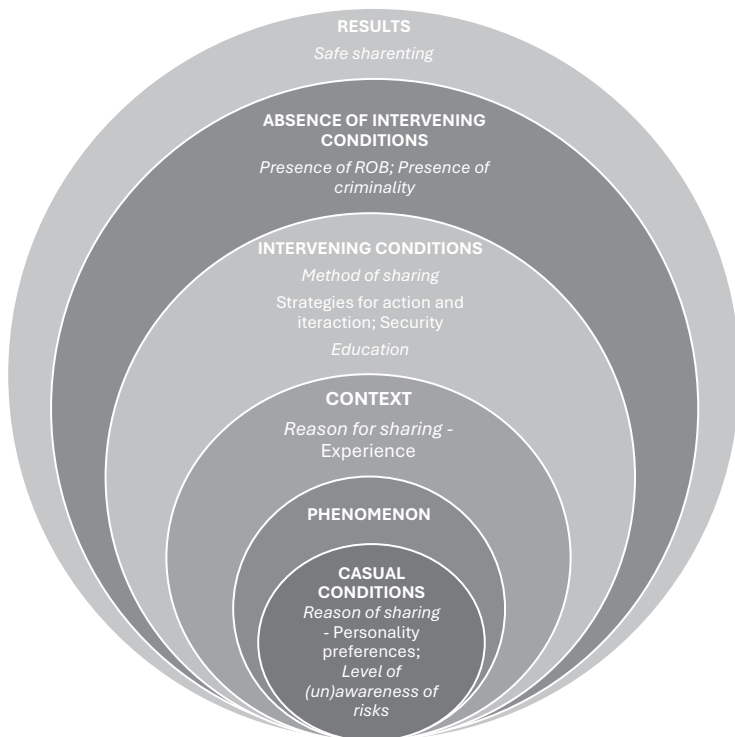 RESULTS
Safe sharenting
ABSENCE OF INTERVENING
CONDITIONS
Presence of ROB; Presence of
criminality
INTERVENING CONDITIONS
Method of sharing
Strategies for action and
iteraction; Security
Education
CONTEXT
Reason for sharing -
Experience
PHENOMENON
CASUAL
CONDITIONS
Reason of sharing
- Personality
preferences;
Level of
(un)awareness of
risks